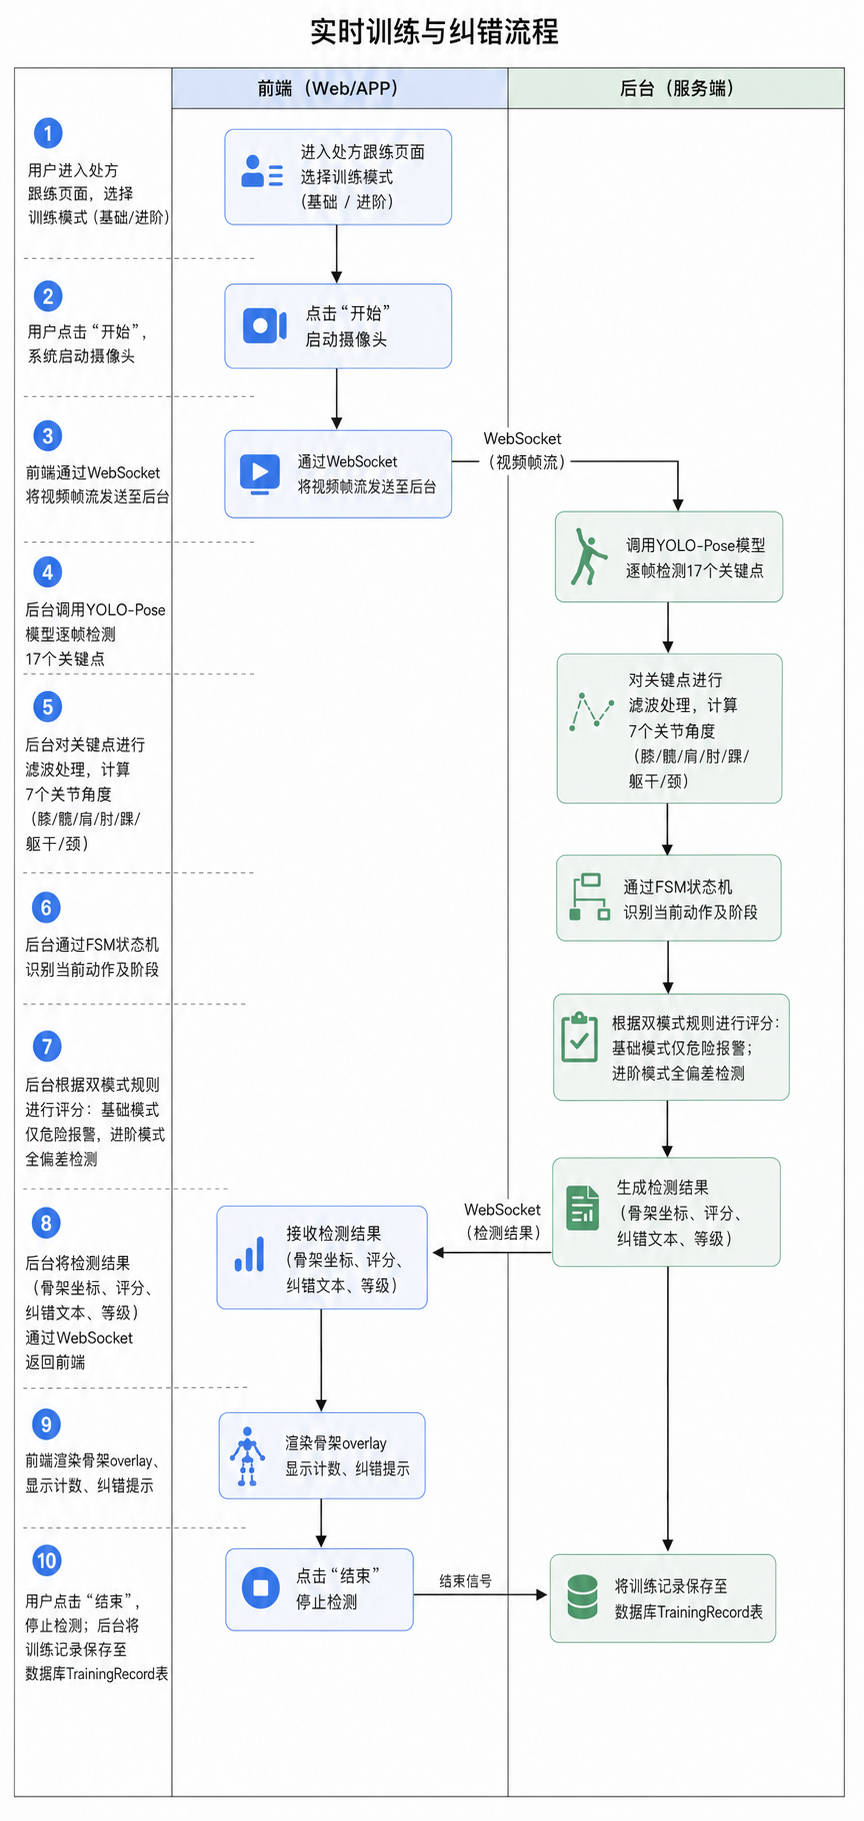 实时训练与纠错流程
前端（Web/APP）
后台（服务端）
1
用户进入处方
跟练页面，选择
训练模式（基础/进阶）
进入处方跟练页面
选择训练模式
（基础 / 进阶）
2
用户点击“开始”，
系统启动摄像头
点击“开始”
启动摄像头
3
前端通过WebSocket
将视频帧流发送至后台
通过WebSocket
将视频帧流发送至后台
WebSocket
（视频帧流）
4
后台调用YOLO-Pose
模型逐帧检测
17个关键点
调用YOLO-Pose模型
逐帧检测17个关键点
5
后台对关键点进行
滤波处理，计算
7个关节角度
（膝/髋/肩/肘/踝/
躯干/颈）
对关键点进行
滤波处理，计算
7个关节角度
（膝/髋/肩/肘/踝/
躯干/颈）
6
后台通过FSM状态机
识别当前动作及阶段
通过FSM状态机
识别当前动作及阶段
7
后台根据双模式规则
进行评分：基础模式
仅危险报警，进阶模式
全偏差检测
根据双模式规则进行评分：
基础模式仅危险报警；
进阶模式全偏差检测
8
后台将检测结果
（骨架坐标、评分、
纠错文本、等级）
通过WebSocket
返回前端
接收检测结果
（骨架坐标、评分、
纠错文本、等级）
WebSocket
（检测结果）
生成检测结果
（骨架坐标、评分、
纠错文本、等级）
9
前端渲染骨架overlay、
显示计数、纠错提示
渲染骨架overlay
显示计数、纠错提示
10
用户点击“结束”，
停止检测；后台将
训练记录保存至
数据库TrainingRecord表
点击“结束”
停止检测
结束信号
将训练记录保存至
数据库TrainingRecord表